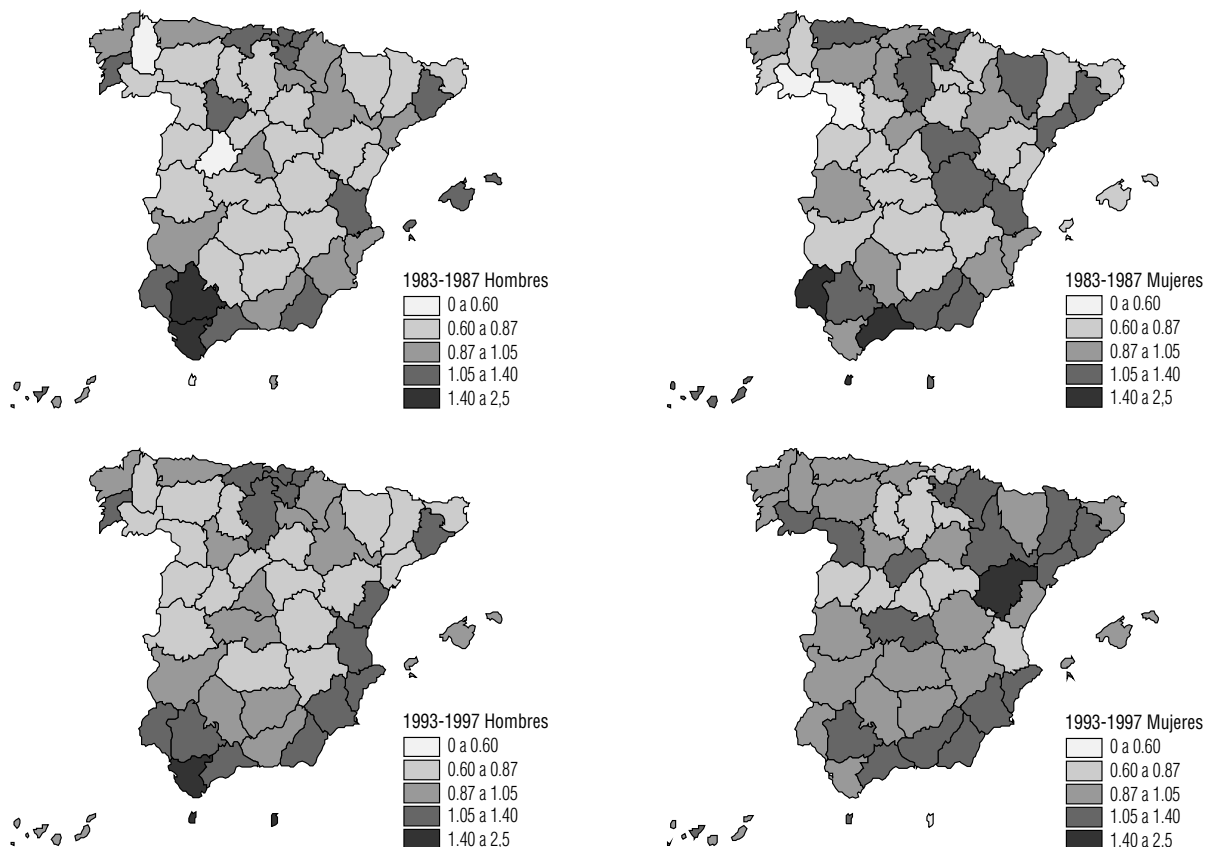 1983-1987 Hombres
0 a 0.60
0.60 a 0.87
0.87 a 1.05
1.05 a 1.40
1.40 a 2,5
1983-1987 Mujeres
0 a 0.60
0.60 a 0.87
0.87 a 1.05
1.05 a 1.40
1.40 a 2,5
1993-1997 Hombres
0 a 0.60
0.60 a 0.87
0.87 a 1.05
1.05 a 1.40
1.40 a 2,5
1993-1997 Mujeres
0 a 0.60
0.60 a 0.87
0.87 a 1.05
1.05 a 1.40
1.40 a 2.5